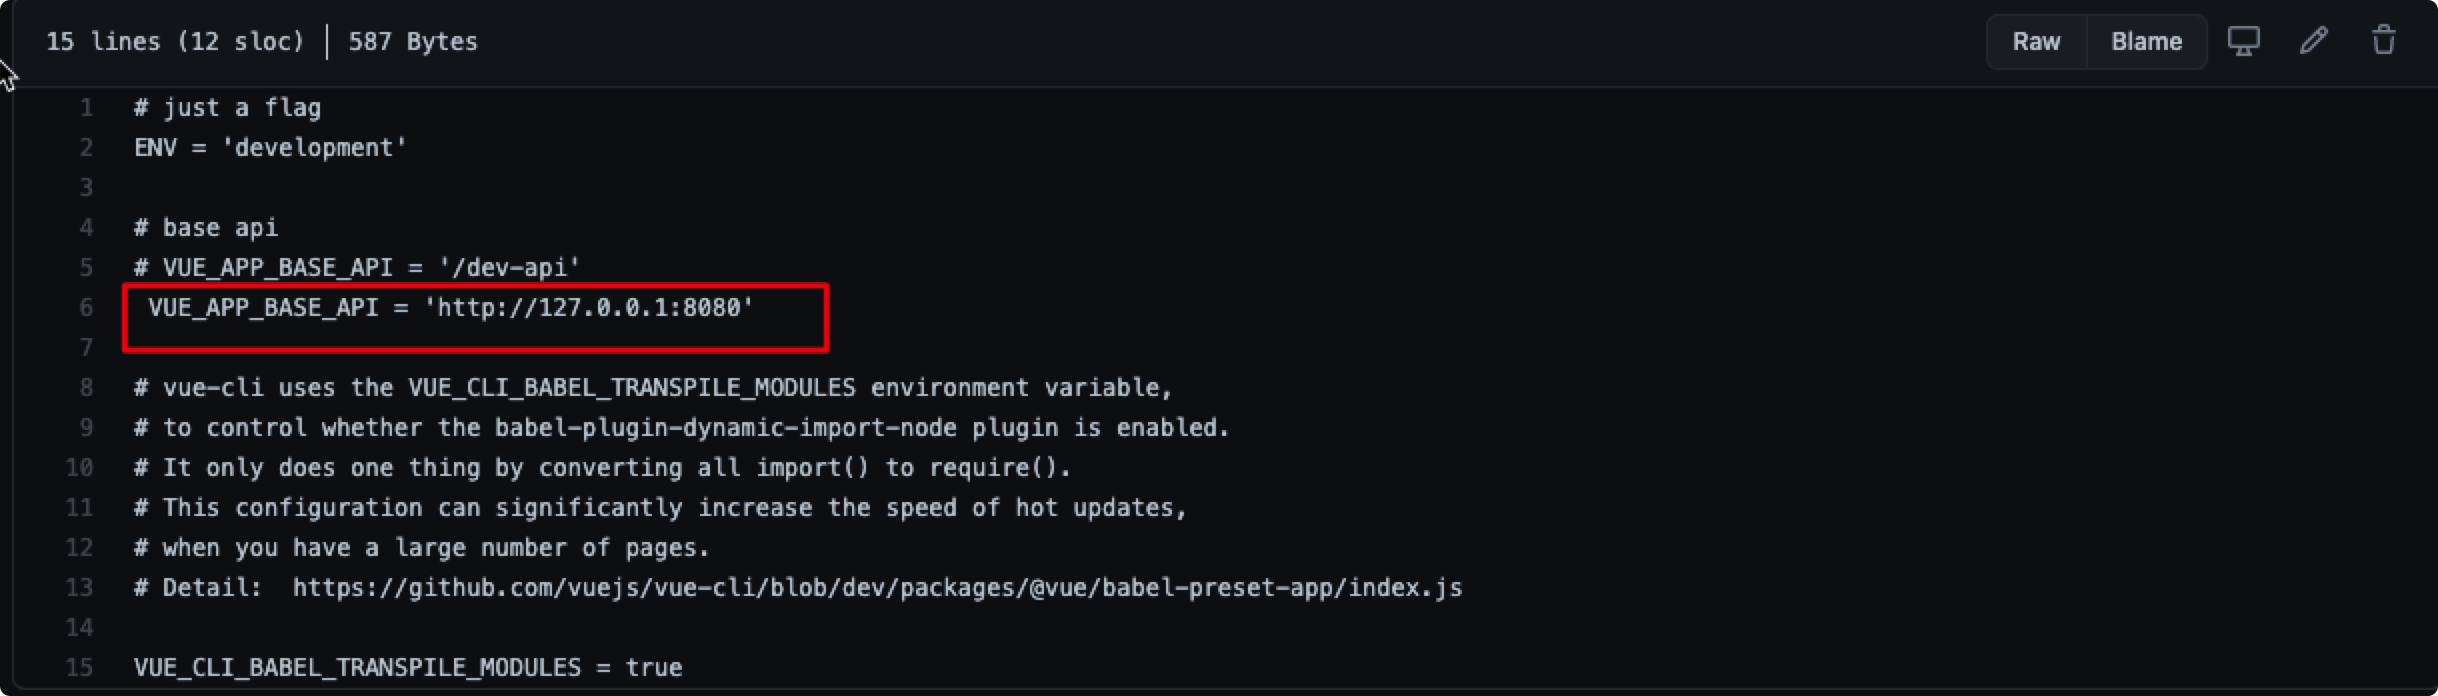 15 lines (12 sloc) | 587 Bytes Raw Blame
1 # just a flag
2 ENV = 'development'
3
4 # base api
5 # VUE_APP_BASE_API = '/dev-api'
6  VUE_APP_BASE_API = 'http://127.0.0.1:8080'
7
8 # vue-cli uses the VUE_CLI_BABEL_TRANSPILE_MODULES environment variable,
9 # to control whether the babel-plugin-dynamic-import-node plugin is enabled.
10 # It only does one thing by converting all import() to require().
11 # This configuration can significantly increase the speed of hot updates,
12 # when you have a large number of pages.
13 # Detail:  https://github.com/vuejs/vue-cli/blob/dev/packages/@vue/babel-preset-app/index.js
14
15 VUE_CLI_BABEL_TRANSPILE_MODULES = true